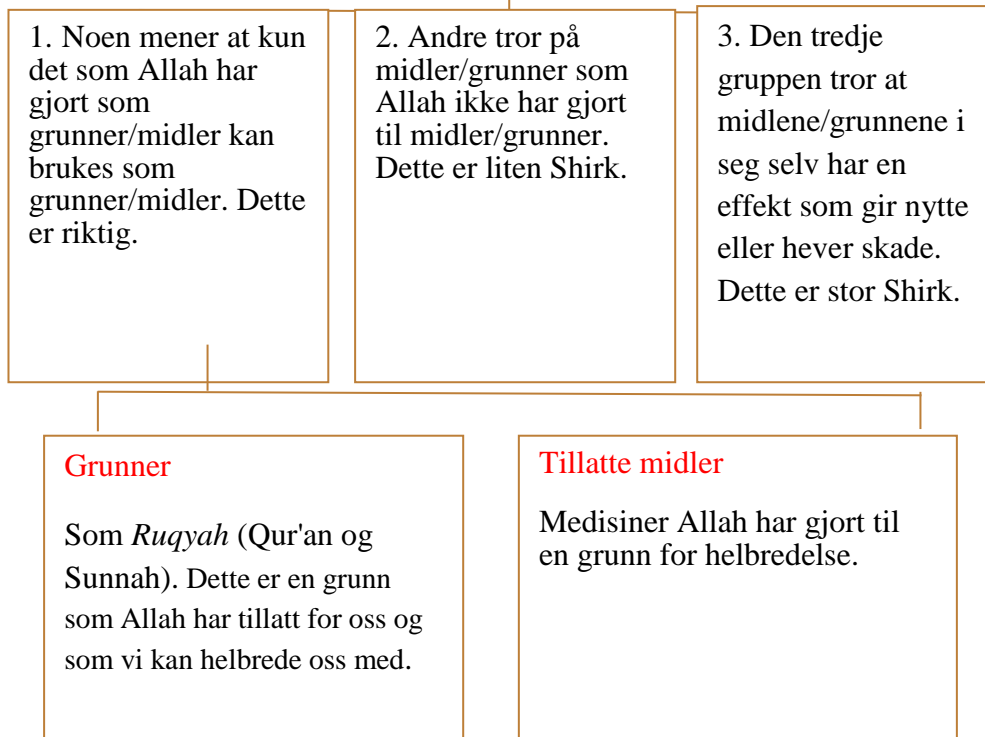 1. Noen mener at kun
det som Allah har
gjort som
grunner/midler kan
brukes som
grunner/midler. Dette
er riktig.
2. Andre tror på
midler/grunner som
Allah ikke har gjort
til midler/grunner.
Dette er liten Shirk.
3. Den tredje
gruppen tror at
midlene/grunnene i
seg selv har en
effekt som gir nytte
eller hever skade.
Dette er stor Shirk.
Grunner
Som Ruqyah (Qur'an og
Sunnah). Dette er en grunn
som Allah har tillatt for oss og
som vi kan helbrede oss med.
Tillatte midler
Medisiner Allah har gjort til
en grunn for helbredelse.